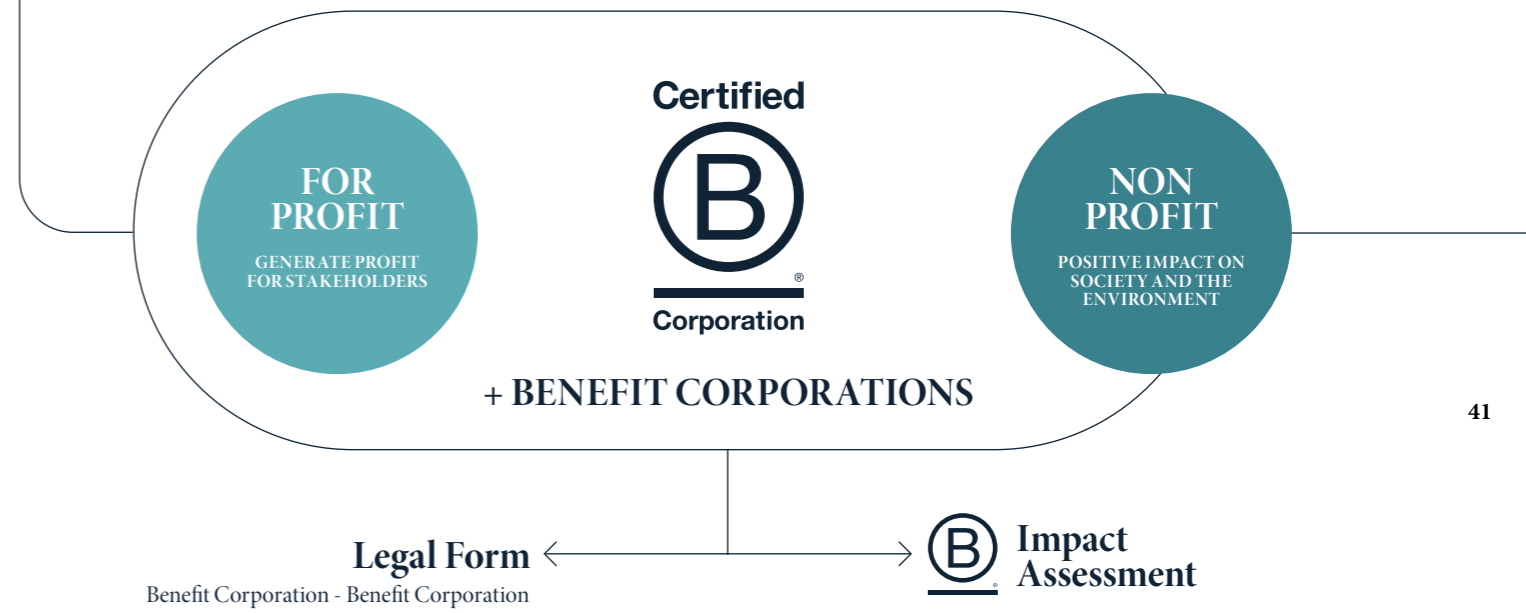 Certified
B
®
Corporation
FOR
PROFIT
GENERATE PROFIT
FOR STAKEHOLDERS
NON
PROFIT
POSITIVE IMPACT ON
SOCIETY AND THE
ENVIRONMENT
+ BENEFIT CORPORATIONS
41
Legal Form
Benefit Corporation - Benefit Corporation
B
®
Impact
Assessment